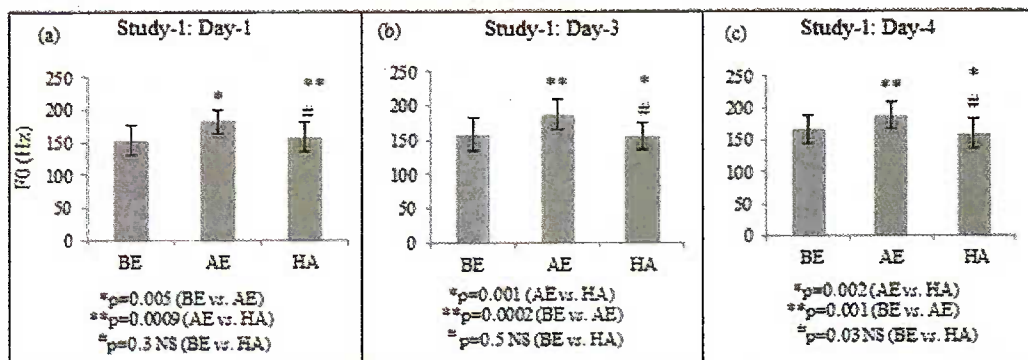 (a) Study-1: Day-1
F0 (Hz)
250
200
150
100
50
0
*
**
#
BE AE HA
*p=0.005 (BE vs. AE)
**p=0.0009 (AE vs. HA)
#p=0.3 NS (BE vs. HA)
(b) Study-1: Day-3
250
200
150
100
50
0
**
*
#
BE AE HA
*p=0.001 (AE vs. HA)
**p=0.0002 (BE vs. AE)
#p=0.5 NS (BE vs. HA)
(c) Study-1: Day-4
250
200
150
100
50
0
**
*
#
BE AE HA
*p=0.002 (AE vs. HA)
**p=0.001 (BE vs. AE)
#p=0.03 NS (BE vs. HA)